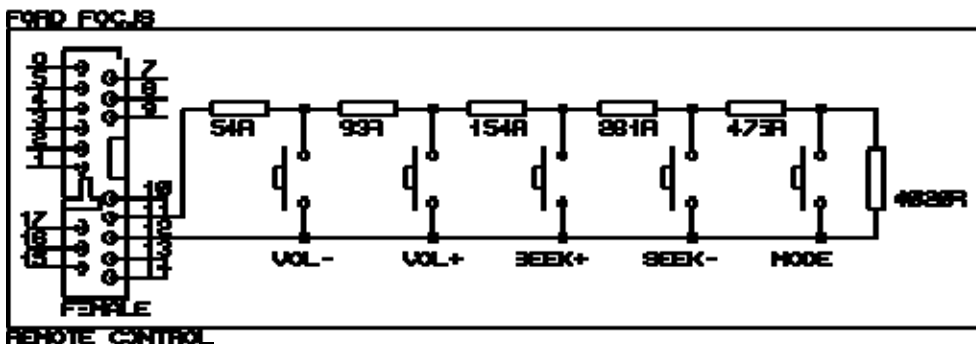 FORD FOCUS
6
5
4
3
2
1
7
8
9
54R
93R
154R
281R
473R
4020R
10
11
12
13
14
17
16
15
VOL-
VOL+
SEEK+
SEEK-
MODE
FEMALE
REMOTE CONTROL